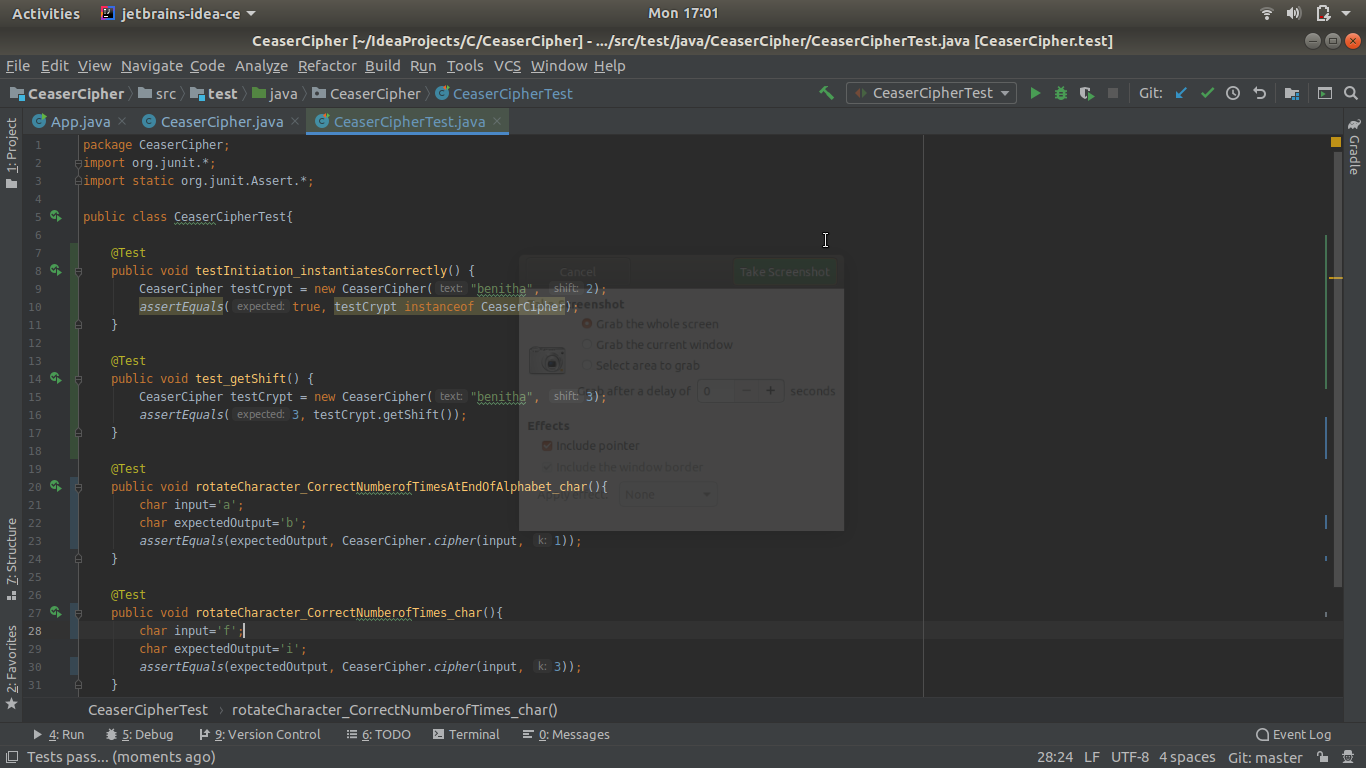 Activities jetbrains-idea-ce Mon 17:01
CeaserCipher [~/IdeaProjects/C/CeaserCipher] - .../src/test/java/CeaserCipher/CeaserCipherTest.java [CeaserCipher.test]
File Edit View Navigate Code Analyze Refactor Build Run Tools VCS Window Help
CeaserCipher src test java CeaserCipher CeaserCipherTest CeaserCipherTest Git:
App.java CeaserCipher.java CeaserCipherTest.java
1: Project
7: Structure
2: Favorites
Gradle
1 package CeaserCipher;
2 import org.junit.*;
3 import static org.junit.Assert.*;
4
5 public class CeaserCipherTest{
6
7 @Test
8 public void testInitiation_instantiatesCorrectly() {
9 CeaserCipher testCrypt = new CeaserCipher( text: "benitha", shift: 2);
10 assertEquals( expected: true, testCrypt instanceof CeaserCipher);
11 }
12
13 @Test
14 public void test_getShift() {
15 CeaserCipher testCrypt = new CeaserCipher( text: "benitha", shift: 3);
16 assertEquals( expected: 3, testCrypt.getShift());
17 }
18
19 @Test
20 public void rotateCharacter_CorrectNumberofTimesAtEndOfAlphabet_char(){
21 char input='a';
22 char expectedOutput='b';
23 assertEquals(expectedOutput, CeaserCipher.cipher(input, k: 1));
24 }
25
26 @Test
27 public void rotateCharacter_CorrectNumberofTimes_char(){
28 char input='f';
29 char expectedOutput='i';
30 assertEquals(expectedOutput, CeaserCipher.cipher(input, k: 3));
31 }
Cancel Take Screenshot
Grab the whole screen
Grab the current window
Select area to grab
Grab after a delay of 0 − + seconds
Effects
Include pointer
Include the window border
None
CeaserCipherTest › rotateCharacter_CorrectNumberofTimes_char()
4: Run 5: Debug 9: Version Control 6: TODO Terminal 0: Messages Event Log
Tests pass... (moments ago) 28:24 LF UTF-8 4 spaces Git: master